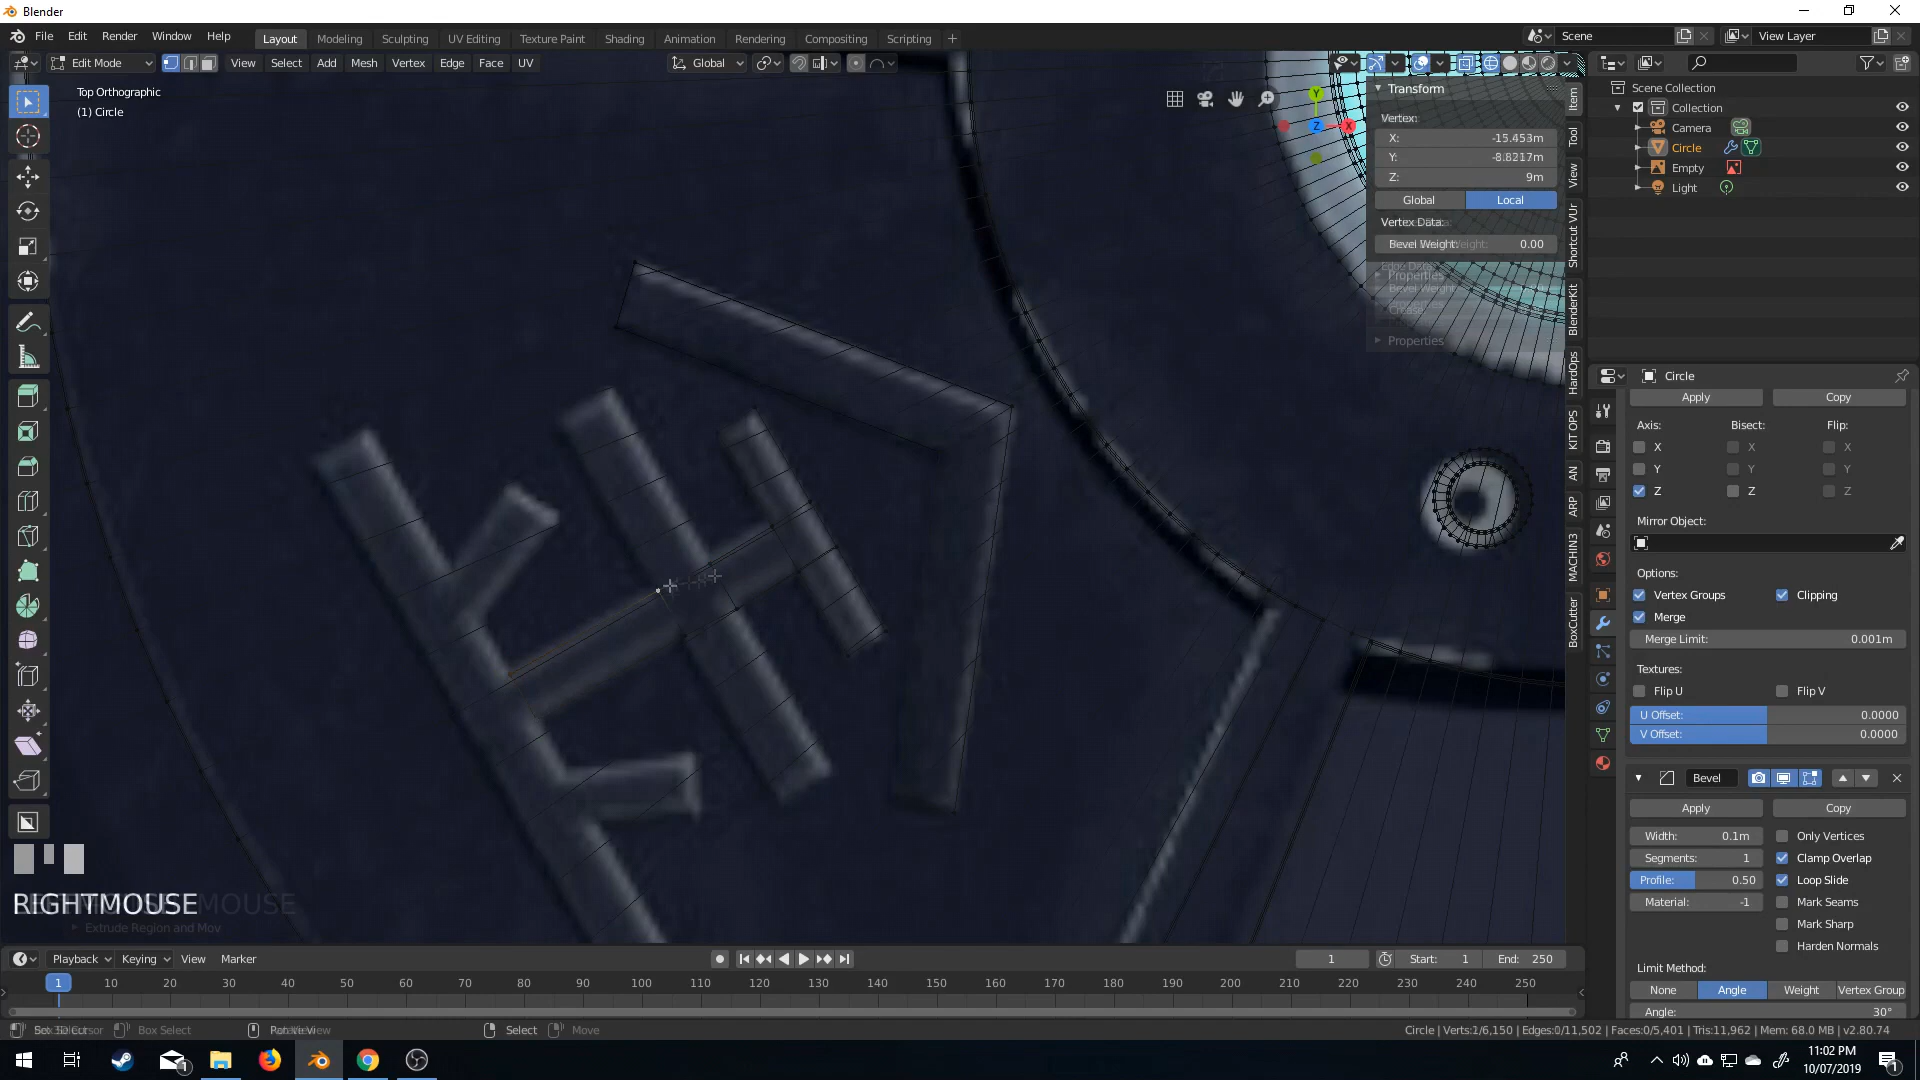 Blender
File Edit Render Window Help
Layout Modeling Sculpting UV Editing Texture Paint Shading Animation Rendering Compositing Scripting
Scene
View Layer
Edit Mode
View Select Add Mesh Vertex Edge Face UV
Global
Top Orthographic
(1) Circle
Y
Z
X
Transform
Vertex:
X: -15.453m
Y: -8.8217m
Z: 9m
Global Local
Vertex Data:
Bevel Weight: 0.00
Properties
Properties
Item
Tool
View
Shortcut VUr
BlenderKit
HardOps
KIT OPS
AN
ARP
MACHIN3
BoxCutter
Scene Collection
Collection
Camera
Circle
Empty
Light
Circle
Apply Copy
Axis: Bisect: Flip:
X X X
Y Y Y
Z Z Z
Mirror Object:
Options:
Vertex Groups Clipping
Merge
Merge Limit: 0.001m
Textures:
Flip U Flip V
U Offset: 0.0000
V Offset: 0.0000
Bevel
Apply Copy
Width: 0.1m Only Vertices
Segments: 1 Clamp Overlap
Profile: 0.50 Loop Slide
Material: -1 Mark Seams
Mark Sharp
Harden Normals
Limit Method:
None Angle Weight Vertex Group
Angle: 30°
RIGHTMOUSE
Extrude Region and Mov
Playback Keying View Marker
1 Start: 1 End: 250
1 10 20 30 40 50 60 70 80 90 100 110 120 130 140 150 160 170 180 190 200 210 220 230 240 250
Box Select Select Move
Circle | Verts:1/6,150 | Edges:0/11,502 | Faces:0/5,401 | Tris:11,962 | Mem: 68.0 MB | v2.80.74
11:02 PM
10/07/2019